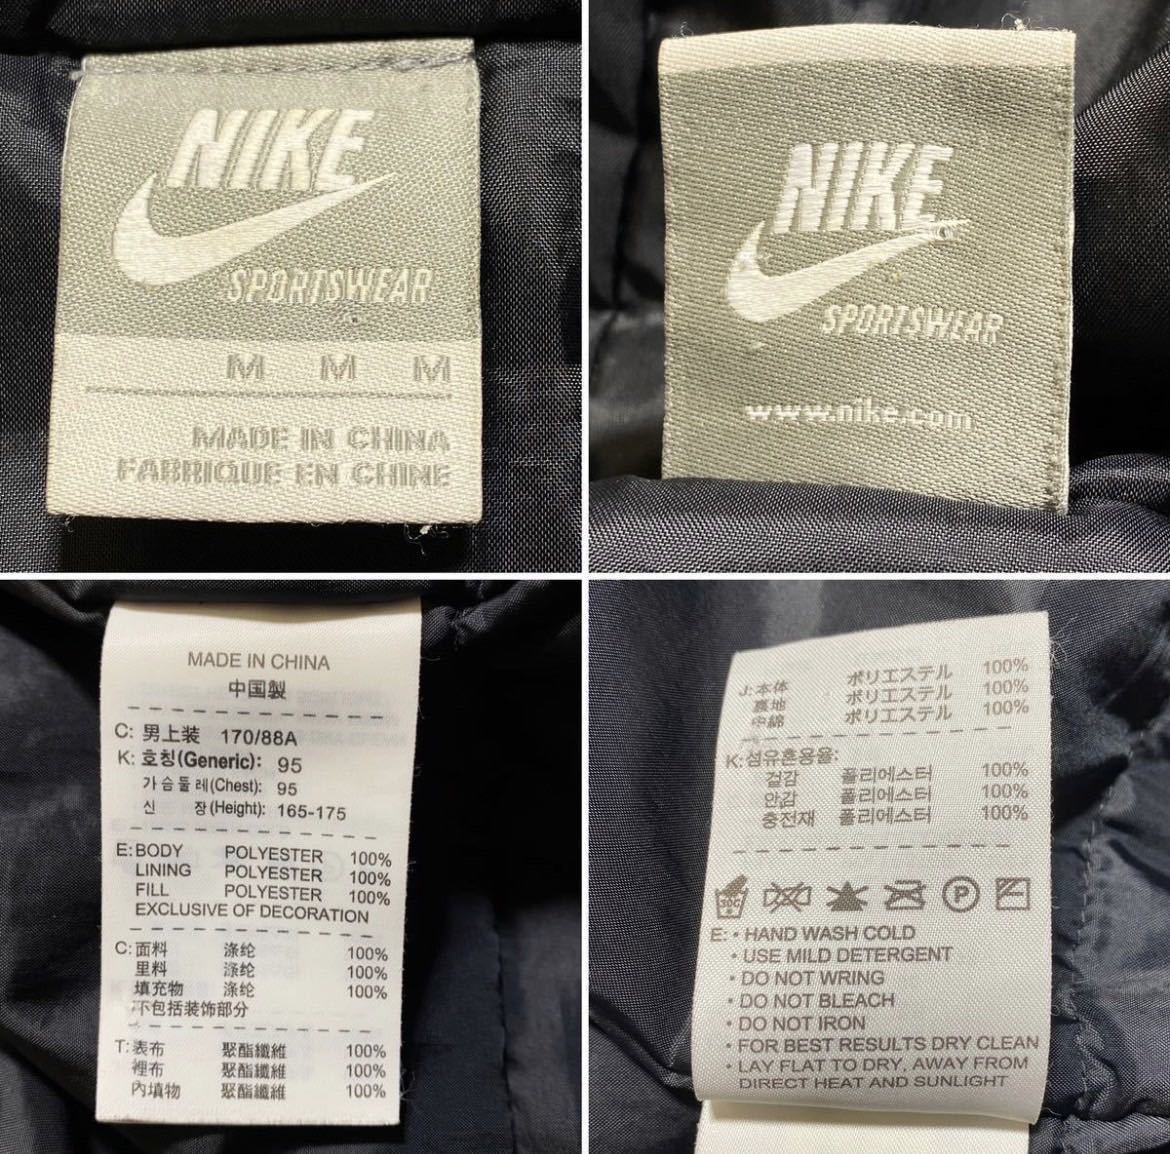 NIKE
SPORTSWEAR
M M M
MADE IN CHINA
FABRIQUE EN CHINE
NIKE
SPORTSWEAR
www.nike.com
MADE IN CHINA
中国製
C: 男上装 170/88A
K: 호칭(Generic): 95
가슴둘레(Chest): 95
신 장(Height): 165-175
E: BODY POLYESTER 100%
LINING POLYESTER 100%
FILL POLYESTER 100%
EXCLUSIVE OF DECORATION
C: 面料 涤纶 100%
里料 涤纶 100%
填充物 涤纶 100%
不包括装饰部分
T: 表布 聚酯纖維 100%
裡布 聚酯纖維 100%
內填物 聚酯纖維 100%
J: 本体 ポリエステル 100%
裏地 ポリエステル 100%
中綿 ポリエステル 100%
K: 섬유혼용율:
겉감 폴리에스터 100%
안감 폴리에스터 100%
충전재 폴리에스터 100%
30C P
E: • HAND WASH COLD
• USE MILD DETERGENT
• DO NOT WRING
• DO NOT BLEACH
• DO NOT IRON
• FOR BEST RESULTS DRY CLEAN
• LAY FLAT TO DRY, AWAY FROM
DIRECT HEAT AND SUNLIGHT